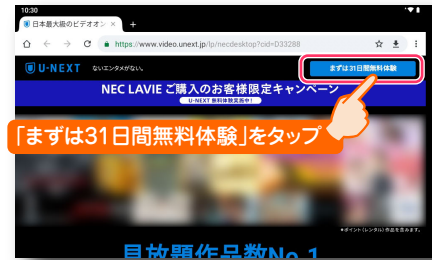 10:30
日本最大級のビデオオン × +
https://www.video.unext.jp/lp/necdesktop?cid=D33288
U-NEXT ないエンタメがない。 まずは31日間無料体験
NEC LAVIE ご購入のお客様限定キャンペーン
U-NEXT 無料体験実施中!
「まずは31日間無料体験」をタップ
*ポイント(レンタル)作品を含みます。
見放題作品数No.1